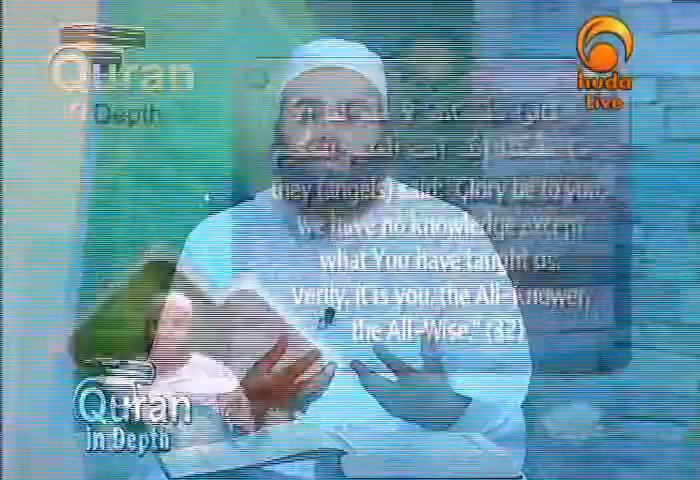 Quran
in Depth
huda
Live
they (angels) said: "Glory be to you,
we have no knowledge except
what You have taught us.
Verily, it is you, the All-Knower,
the All-Wise." (32)
Quran
in Depth